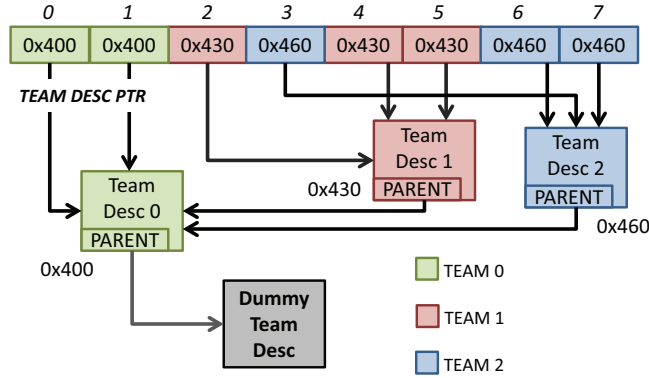 0 1 2 3 4 5 6 7
0x400 0x400 0x430 0x460 0x430 0x430 0x460 0x460
TEAM DESC PTR
Team
Desc 1
PARENT
0x430
Team
Desc 2
PARENT
0x460
Team
Desc 0
PARENT
0x400
Dummy
Team
Desc
TEAM 0
TEAM 1
TEAM 2